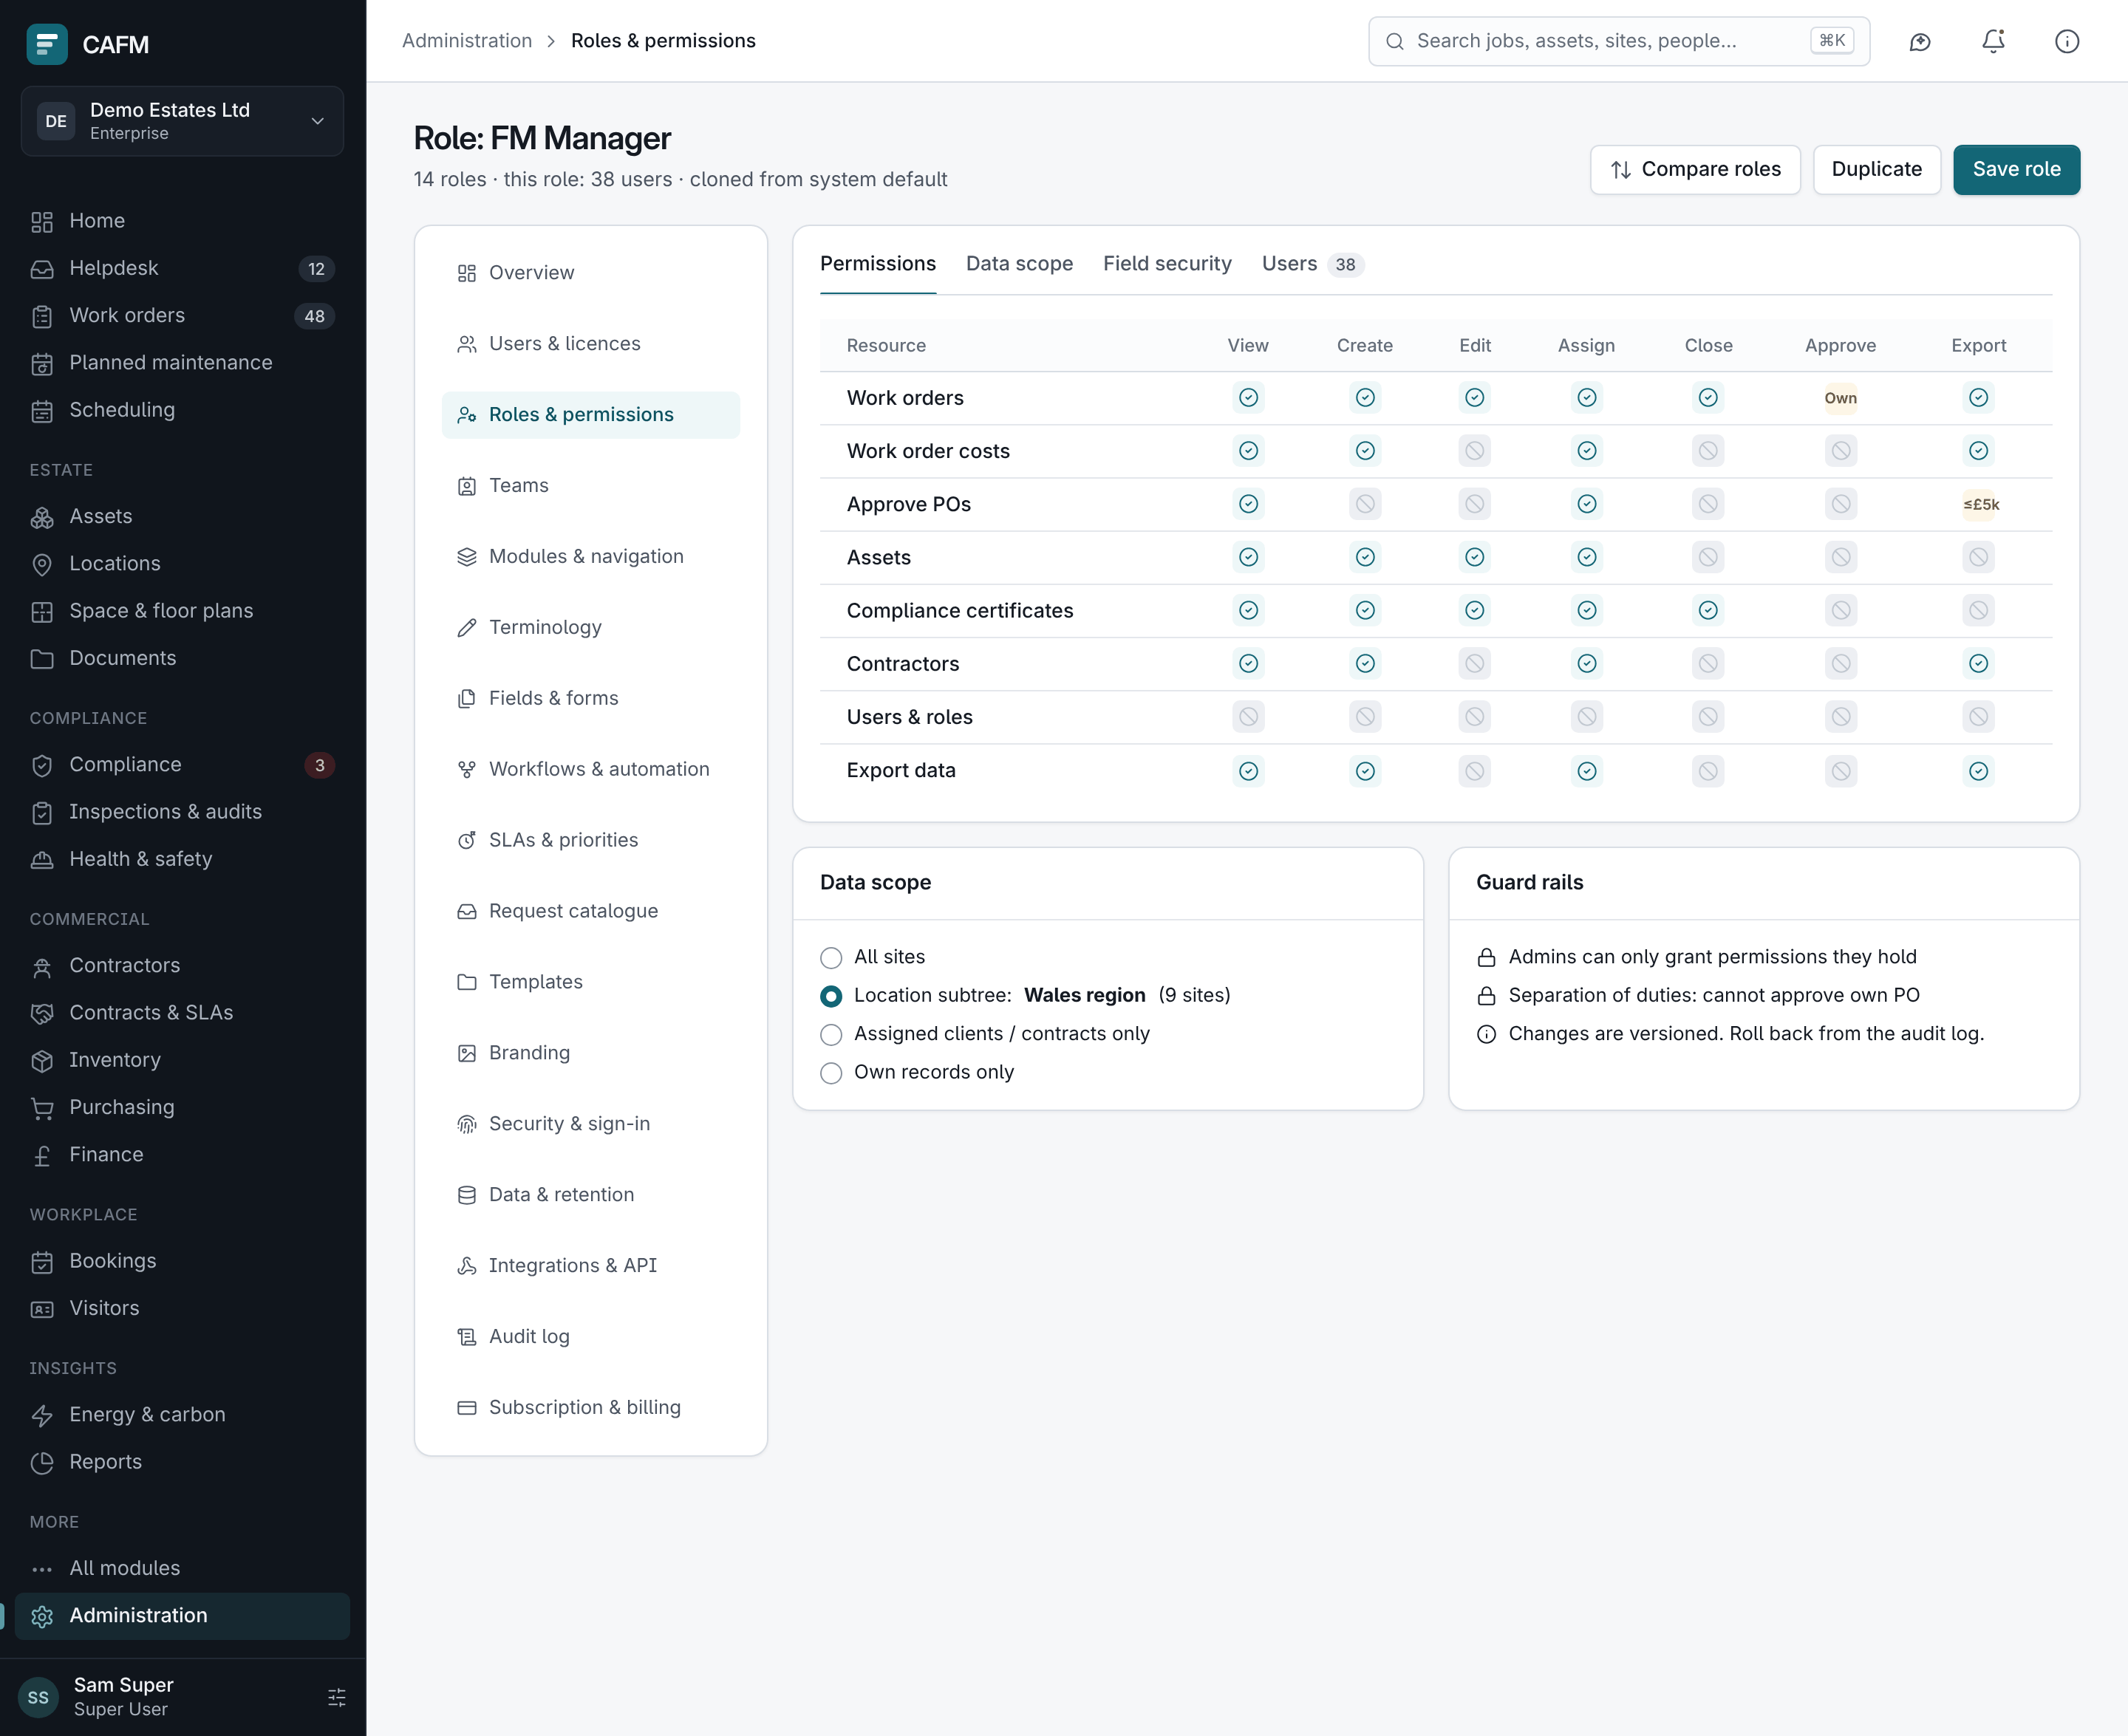 CAFM
DE
Demo Estates Ltd
Enterprise
Home
Helpdesk 12
Work orders 48
Planned maintenance
Scheduling
ESTATE
Assets
Locations
Space & floor plans
Documents
COMPLIANCE
Compliance 3
Inspections & audits
Health & safety
COMMERCIAL
Contractors
Contracts & SLAs
Inventory
Purchasing
Finance
WORKPLACE
Bookings
Visitors
INSIGHTS
Energy & carbon
Reports
MORE
All modules
Administration
SS
Sam Super
Super User
Administration > Roles & permissions
Search jobs, assets, sites, people... ⌘K
Role: FM Manager
14 roles · this role: 38 users · cloned from system default
Compare roles Duplicate Save role
Overview
Users & licences
Roles & permissions
Teams
Modules & navigation
Terminology
Fields & forms
Workflows & automation
SLAs & priorities
Request catalogue
Templates
Branding
Security & sign-in
Data & retention
Integrations & API
Audit log
Subscription & billing
Permissions Data scope Field security Users 38
Resource View Create Edit Assign Close Approve Export
Work orders Own
Work order costs
Approve POs ≤£5k
Assets
Compliance certificates
Contractors
Users & roles
Export data
Data scope
All sites
Location subtree: Wales region (9 sites)
Assigned clients / contracts only
Own records only
Guard rails
Admins can only grant permissions they hold
Separation of duties: cannot approve own PO
Changes are versioned. Roll back from the audit log.